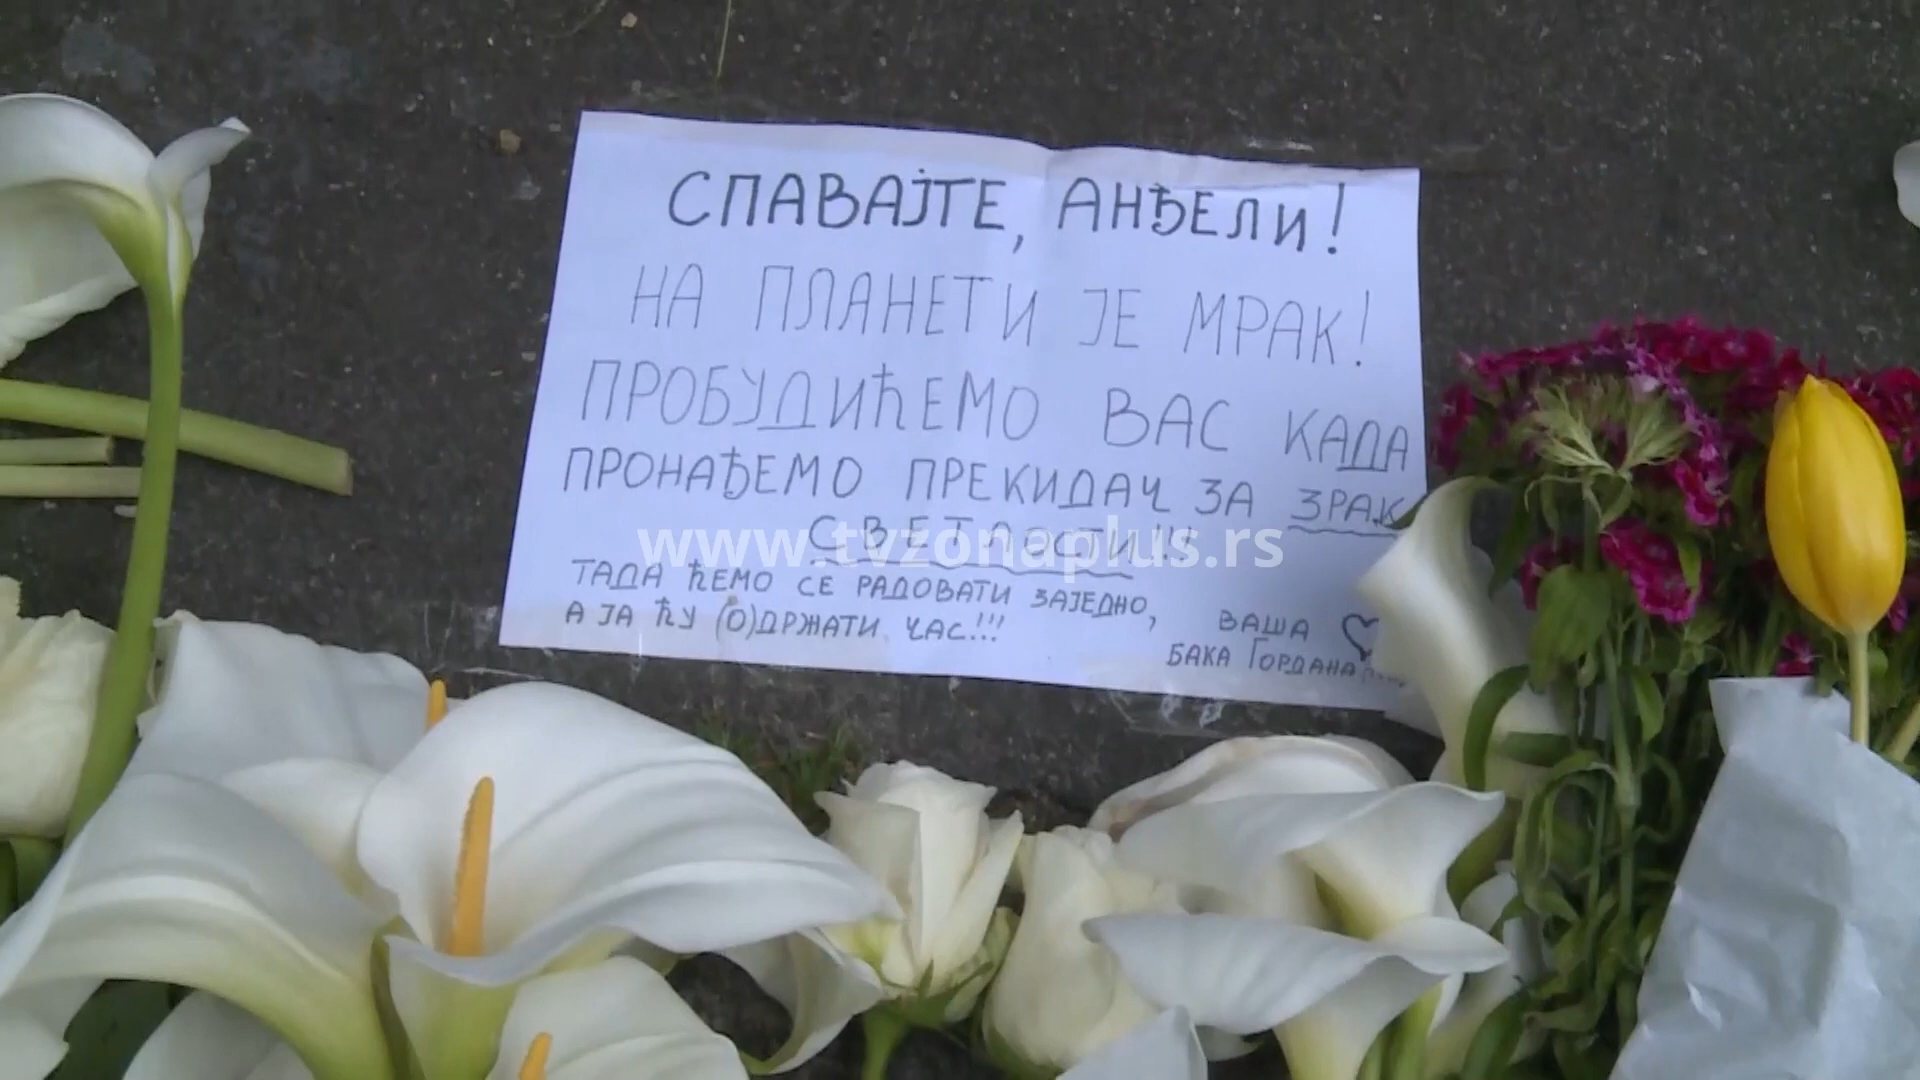 СПАВАЈТЕ, АНЂЕЛИ!
НА ПЛАНЕТИ ЈЕ МРАК!
ПРОБУДИЋЕМО ВАС КАДА
ПРОНАЂЕМО ПРЕКИДАЧ ЗА ЗРАК
СВЕТЛОСТИ!!!
www.tvzonaplus.rs
ТАДА ЋЕМО СЕ РАДОВАТИ ЗАЈЕДНО,
А ЈА ЋУ (О)ДРЖАТИ ЧАС!!!
ВАША
БАКА ГОРДАНА